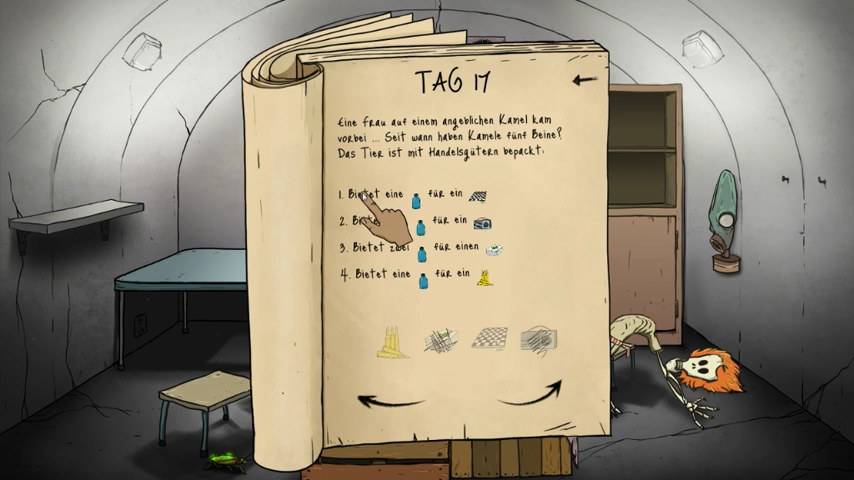 TAG 17
Eine Frau auf einem angeblichen Kamel kam
vorbei ... Seit wann haben Kamele fünf Beine?
Das Tier ist mit Handelsgütern bepackt.
1. Bietet eine für ein
2. für ein
3. Bietet zwei für einen
4. Bietet eine für ein